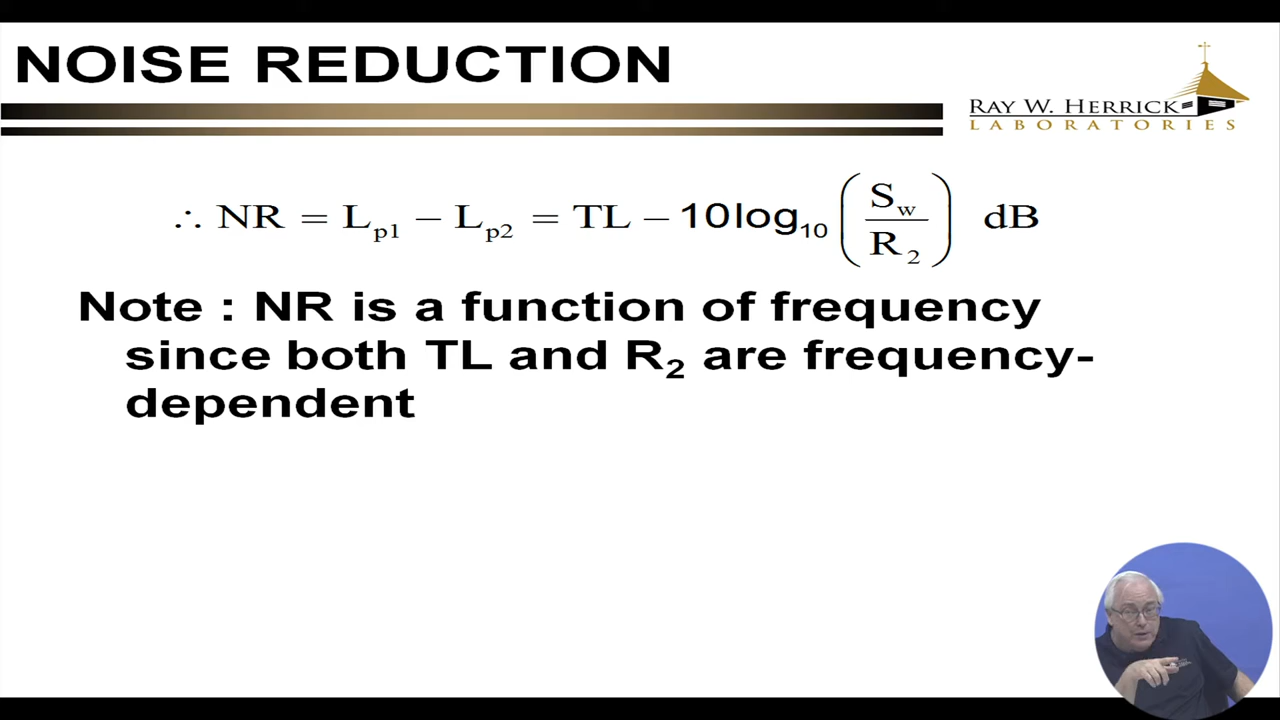 NOISE REDUCTION
RAY W. HERRICK
LABORATORIES
∴ NR = Lp1 − Lp2 = TL − 10log10 (Sw/R2) dB
Note : NR is a function of frequency
since both TL and R2 are frequency-
dependent